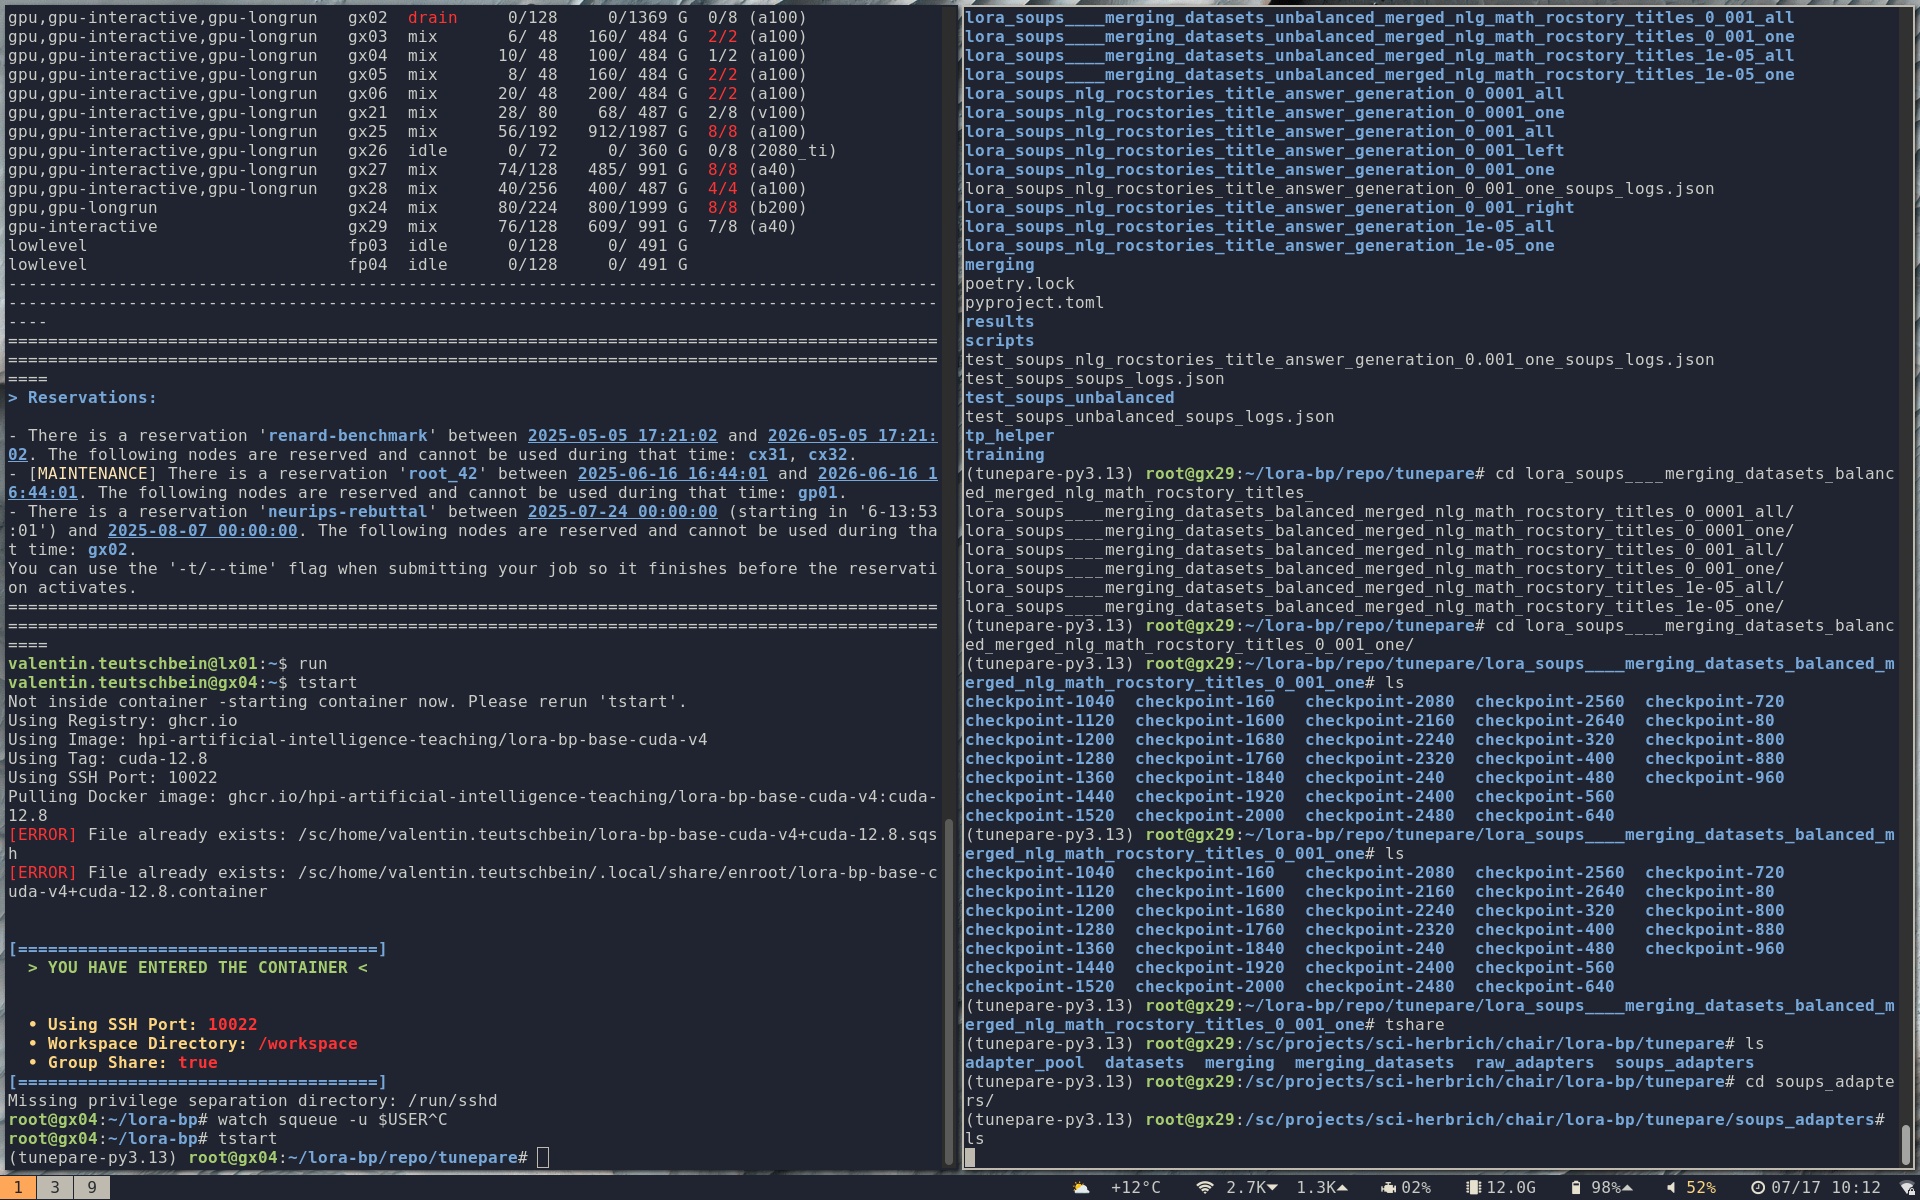 gpu,gpu-interactive,gpu-longrun   gx02  drain     0/128     0/1369 G  0/8 (a100)
gpu,gpu-interactive,gpu-longrun   gx03  mix       6/ 48   160/ 484 G  2/2 (a100)
gpu,gpu-interactive,gpu-longrun   gx04  mix      10/ 48   100/ 484 G  1/2 (a100)
gpu,gpu-interactive,gpu-longrun   gx05  mix       8/ 48   160/ 484 G  2/2 (a100)
gpu,gpu-interactive,gpu-longrun   gx06  mix      20/ 48   200/ 484 G  2/2 (a100)
gpu,gpu-interactive,gpu-longrun   gx21  mix      28/ 80    68/ 487 G  2/8 (v100)
gpu,gpu-interactive,gpu-longrun   gx25  mix      56/192   912/1987 G  8/8 (a100)
gpu,gpu-interactive,gpu-longrun   gx26  idle      0/ 72     0/ 360 G  0/8 (2080_ti)
gpu,gpu-interactive,gpu-longrun   gx27  mix      74/128   485/ 991 G  8/8 (a40)
gpu,gpu-interactive,gpu-longrun   gx28  mix      40/256   400/ 487 G  4/4 (a100)
gpu,gpu-longrun                   gx24  mix      80/224   800/1999 G  8/8 (b200)
gpu-interactive                   gx29  mix      76/128   609/ 991 G  7/8 (a40)
lowlevel                          fp03  idle      0/128     0/ 491 G
lowlevel                          fp04  idle      0/128     0/ 491 G
---------------------------------------------------------------------------------------------
---------------------------------------------------------------------------------------------
----
=============================================================================================
=============================================================================================
====
> Reservations:
- There is a reservation 'renard-benchmark' between 2025-05-05 17:21:02 and 2026-05-05 17:21:
02. The following nodes are reserved and cannot be used during that time: cx31, cx32.
- [MAINTENANCE] There is a reservation 'root_42' between 2025-06-16 16:44:01 and 2026-06-16 1
6:44:01. The following nodes are reserved and cannot be used during that time: gp01.
- There is a reservation 'neurips-rebuttal' between 2025-07-24 00:00:00 (starting in '6-13:53
:01') and 2025-08-07 00:00:00. The following nodes are reserved and cannot be used during tha
t time: gx02.
You can use the '-t/--time' flag when submitting your job so it finishes before the reservati
on activates.
=============================================================================================
=============================================================================================
====
valentin.teutschbein@lx01:~$ run
valentin.teutschbein@gx04:~$ tstart
Not inside container -starting container now. Please rerun 'tstart'.
Using Registry: ghcr.io
Using Image: hpi-artificial-intelligence-teaching/lora-bp-base-cuda-v4
Using Tag: cuda-12.8
Using SSH Port: 10022
Pulling Docker image: ghcr.io/hpi-artificial-intelligence-teaching/lora-bp-base-cuda-v4:cuda-
12.8
[ERROR] File already exists: /sc/home/valentin.teutschbein/lora-bp-base-cuda-v4+cuda-12.8.sqs
h
[ERROR] File already exists: /sc/home/valentin.teutschbein/.local/share/enroot/lora-bp-base-c
uda-v4+cuda-12.8.container
[====================================]
> YOU HAVE ENTERED THE CONTAINER <
• Using SSH Port: 10022
• Workspace Directory: /workspace
• Group Share: true
[====================================]
Missing privilege separation directory: /run/sshd
root@gx04:~/lora-bp# watch squeue -u $USER^C
root@gx04:~/lora-bp# tstart
(tunepare-py3.13) root@gx04:~/lora-bp/repo/tunepare#
lora_soups____merging_datasets_unbalanced_merged_nlg_math_rocstory_titles_0_001_all
lora_soups____merging_datasets_unbalanced_merged_nlg_math_rocstory_titles_0_001_one
lora_soups____merging_datasets_unbalanced_merged_nlg_math_rocstory_titles_1e-05_all
lora_soups____merging_datasets_unbalanced_merged_nlg_math_rocstory_titles_1e-05_one
lora_soups_nlg_rocstories_title_answer_generation_0_0001_all
lora_soups_nlg_rocstories_title_answer_generation_0_0001_one
lora_soups_nlg_rocstories_title_answer_generation_0_001_all
lora_soups_nlg_rocstories_title_answer_generation_0_001_left
lora_soups_nlg_rocstories_title_answer_generation_0_001_one
lora_soups_nlg_rocstories_title_answer_generation_0_001_one_soups_logs.json
lora_soups_nlg_rocstories_title_answer_generation_0_001_right
lora_soups_nlg_rocstories_title_answer_generation_1e-05_all
lora_soups_nlg_rocstories_title_answer_generation_1e-05_one
merging
poetry.lock
pyproject.toml
results
scripts
test_soups_nlg_rocstories_title_answer_generation_0.001_one_soups_logs.json
test_soups_soups_logs.json
test_soups_unbalanced
test_soups_unbalanced_soups_logs.json
tp_helper
training
(tunepare-py3.13) root@gx29:~/lora-bp/repo/tunepare# cd lora_soups____merging_datasets_balanc
ed_merged_nlg_math_rocstory_titles_
lora_soups____merging_datasets_balanced_merged_nlg_math_rocstory_titles_0_0001_all/
lora_soups____merging_datasets_balanced_merged_nlg_math_rocstory_titles_0_0001_one/
lora_soups____merging_datasets_balanced_merged_nlg_math_rocstory_titles_0_001_all/
lora_soups____merging_datasets_balanced_merged_nlg_math_rocstory_titles_0_001_one/
lora_soups____merging_datasets_balanced_merged_nlg_math_rocstory_titles_1e-05_all/
lora_soups____merging_datasets_balanced_merged_nlg_math_rocstory_titles_1e-05_one/
(tunepare-py3.13) root@gx29:~/lora-bp/repo/tunepare# cd lora_soups____merging_datasets_balanc
ed_merged_nlg_math_rocstory_titles_0_001_one/
(tunepare-py3.13) root@gx29:~/lora-bp/repo/tunepare/lora_soups____merging_datasets_balanced_m
erged_nlg_math_rocstory_titles_0_001_one# ls
checkpoint-1040  checkpoint-160   checkpoint-2080  checkpoint-2560  checkpoint-720
checkpoint-1120  checkpoint-1600  checkpoint-2160  checkpoint-2640  checkpoint-80
checkpoint-1200  checkpoint-1680  checkpoint-2240  checkpoint-320   checkpoint-800
checkpoint-1280  checkpoint-1760  checkpoint-2320  checkpoint-400   checkpoint-880
checkpoint-1360  checkpoint-1840  checkpoint-240   checkpoint-480   checkpoint-960
checkpoint-1440  checkpoint-1920  checkpoint-2400  checkpoint-560
checkpoint-1520  checkpoint-2000  checkpoint-2480  checkpoint-640
(tunepare-py3.13) root@gx29:~/lora-bp/repo/tunepare/lora_soups____merging_datasets_balanced_m
erged_nlg_math_rocstory_titles_0_001_one# ls
checkpoint-1040  checkpoint-160   checkpoint-2080  checkpoint-2560  checkpoint-720
checkpoint-1120  checkpoint-1600  checkpoint-2160  checkpoint-2640  checkpoint-80
checkpoint-1200  checkpoint-1680  checkpoint-2240  checkpoint-320   checkpoint-800
checkpoint-1280  checkpoint-1760  checkpoint-2320  checkpoint-400   checkpoint-880
checkpoint-1360  checkpoint-1840  checkpoint-240   checkpoint-480   checkpoint-960
checkpoint-1440  checkpoint-1920  checkpoint-2400  checkpoint-560
checkpoint-1520  checkpoint-2000  checkpoint-2480  checkpoint-640
(tunepare-py3.13) root@gx29:~/lora-bp/repo/tunepare/lora_soups____merging_datasets_balanced_m
erged_nlg_math_rocstory_titles_0_001_one# tshare
(tunepare-py3.13) root@gx29:/sc/projects/sci-herbrich/chair/lora-bp/tunepare# ls
adapter_pool  datasets  merging  merging_datasets  raw_adapters  soups_adapters
(tunepare-py3.13) root@gx29:/sc/projects/sci-herbrich/chair/lora-bp/tunepare# cd soups_adapte
rs/
(tunepare-py3.13) root@gx29:/sc/projects/sci-herbrich/chair/lora-bp/tunepare/soups_adapters#
ls
1 3 9 +12°C 2.7K 1.3K 02% 12.0G 98% 52% 07/17 10:12